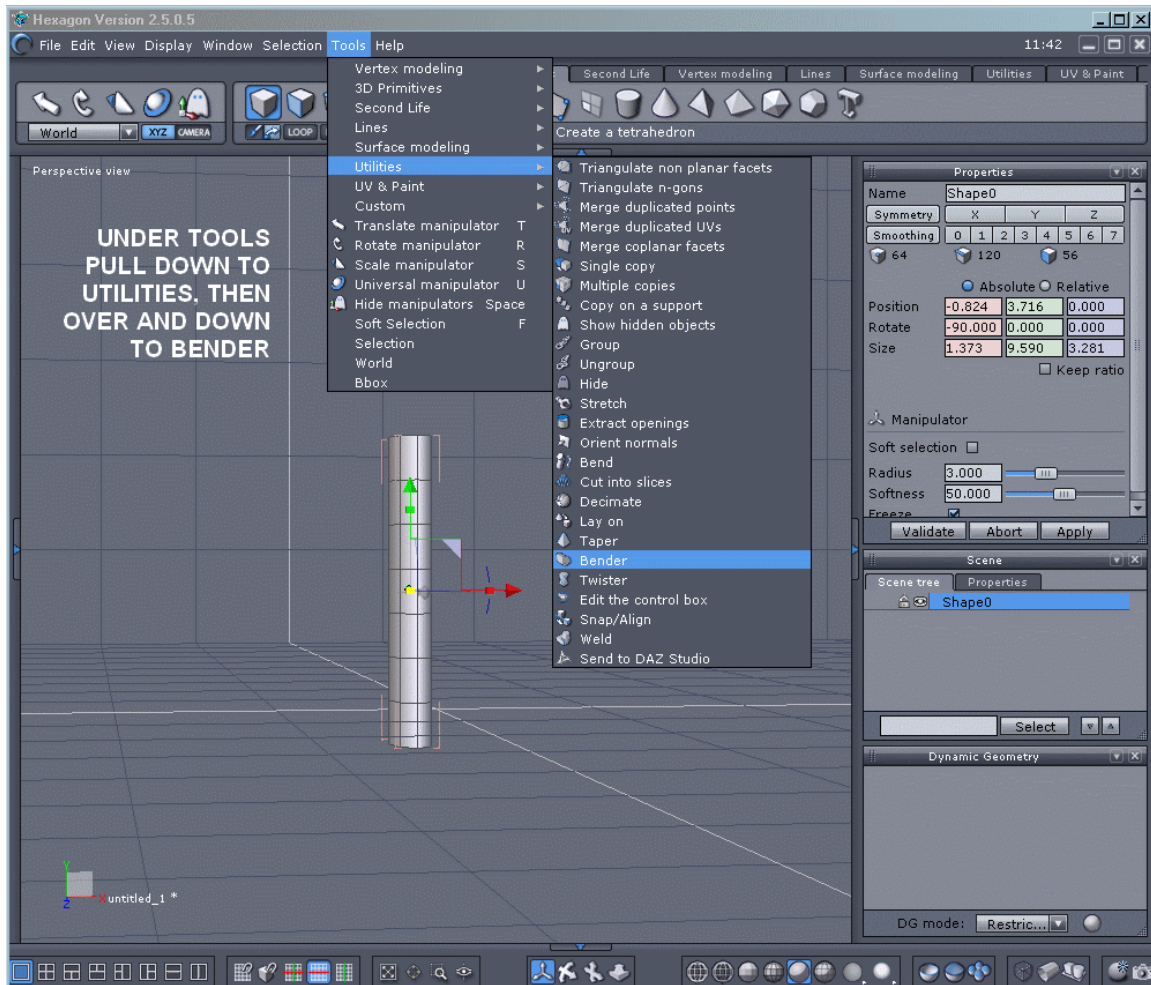 Hexagon Version 2.5.0.5
File Edit View Display Window Selection Tools Help 11:42
Second Life Vertex modeling Lines Surface modeling Utilities UV & Paint
World XYZ CAMERA LOOP
Create a tetrahedron
Vertex modeling
3D Primitives
Second Life
Lines
Surface modeling
Utilities
UV & Paint
Custom
Translate manipulator T
Rotate manipulator R
Scale manipulator S
Universal manipulator U
Hide manipulators Space
Soft Selection F
Selection
World
Bbox
Triangulate non planar facets
Triangulate n-gons
Merge duplicated points
Merge duplicated UVs
Merge coplanar facets
Single copy
Multiple copies
Copy on a support
Show hidden objects
Group
Ungroup
Hide
Stretch
Extract openings
Orient normals
Bend
Cut into slices
Decimate
Lay on
Taper
Bender
Twister
Edit the control box
Snap/Align
Weld
Send to DAZ Studio
Perspective view
UNDER TOOLS
PULL DOWN TO
UTILITIES, THEN
OVER AND DOWN
TO BENDER
Y
X
Z
untitled_1 *
Properties
Name Shape0
Symmetry X Y Z
Smoothing 0 1 2 3 4 5 6 7
64 120 56
Absolute Relative
Position -0.824 3.716 0.000
Rotate -90.000 0.000 0.000
Size 1.373 9.590 3.281
Keep ratio
Manipulator
Soft selection
Radius 3.000
Softness 50.000
Freeze
Validate Abort Apply
Scene
Scene tree Properties
Shape0
Select
Dynamic Geometry
DG mode: Restric...